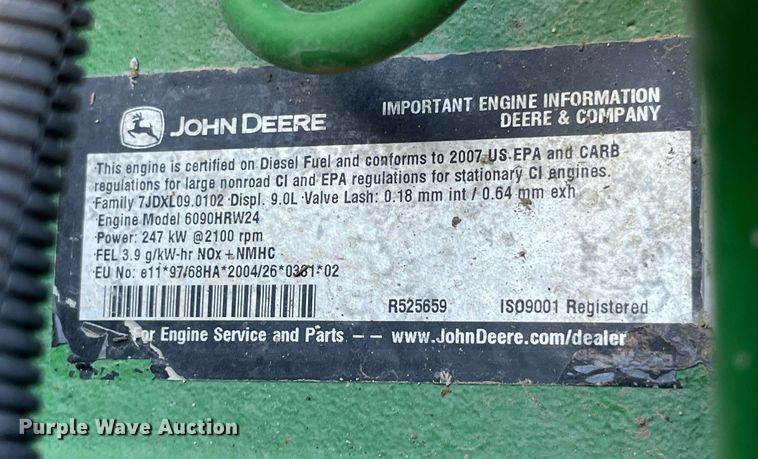 JOHN DEERE
IMPORTANT ENGINE INFORMATION
DEERE & COMPANY
This engine is certified on Diesel Fuel and conforms to 2007 US EPA and CARB
regulations for large nonroad CI and EPA regulations for stationary CI engines.
Family 7JDXL09.0102 Displ. 9.0L Valve Lash: 0.18 mm int / 0.64 mm exh
Engine Model 6090HRW24
Power: 247 kW @2100 rpm
FEL 3.9 g/kW-hr NOx + NMHC
EU No: e11*97/68HA*2004/26*0361*02
R525659 ISO9001 Registered
For Engine Service and Parts -- www.JohnDeere.com/dealer
Purple Wave Auction